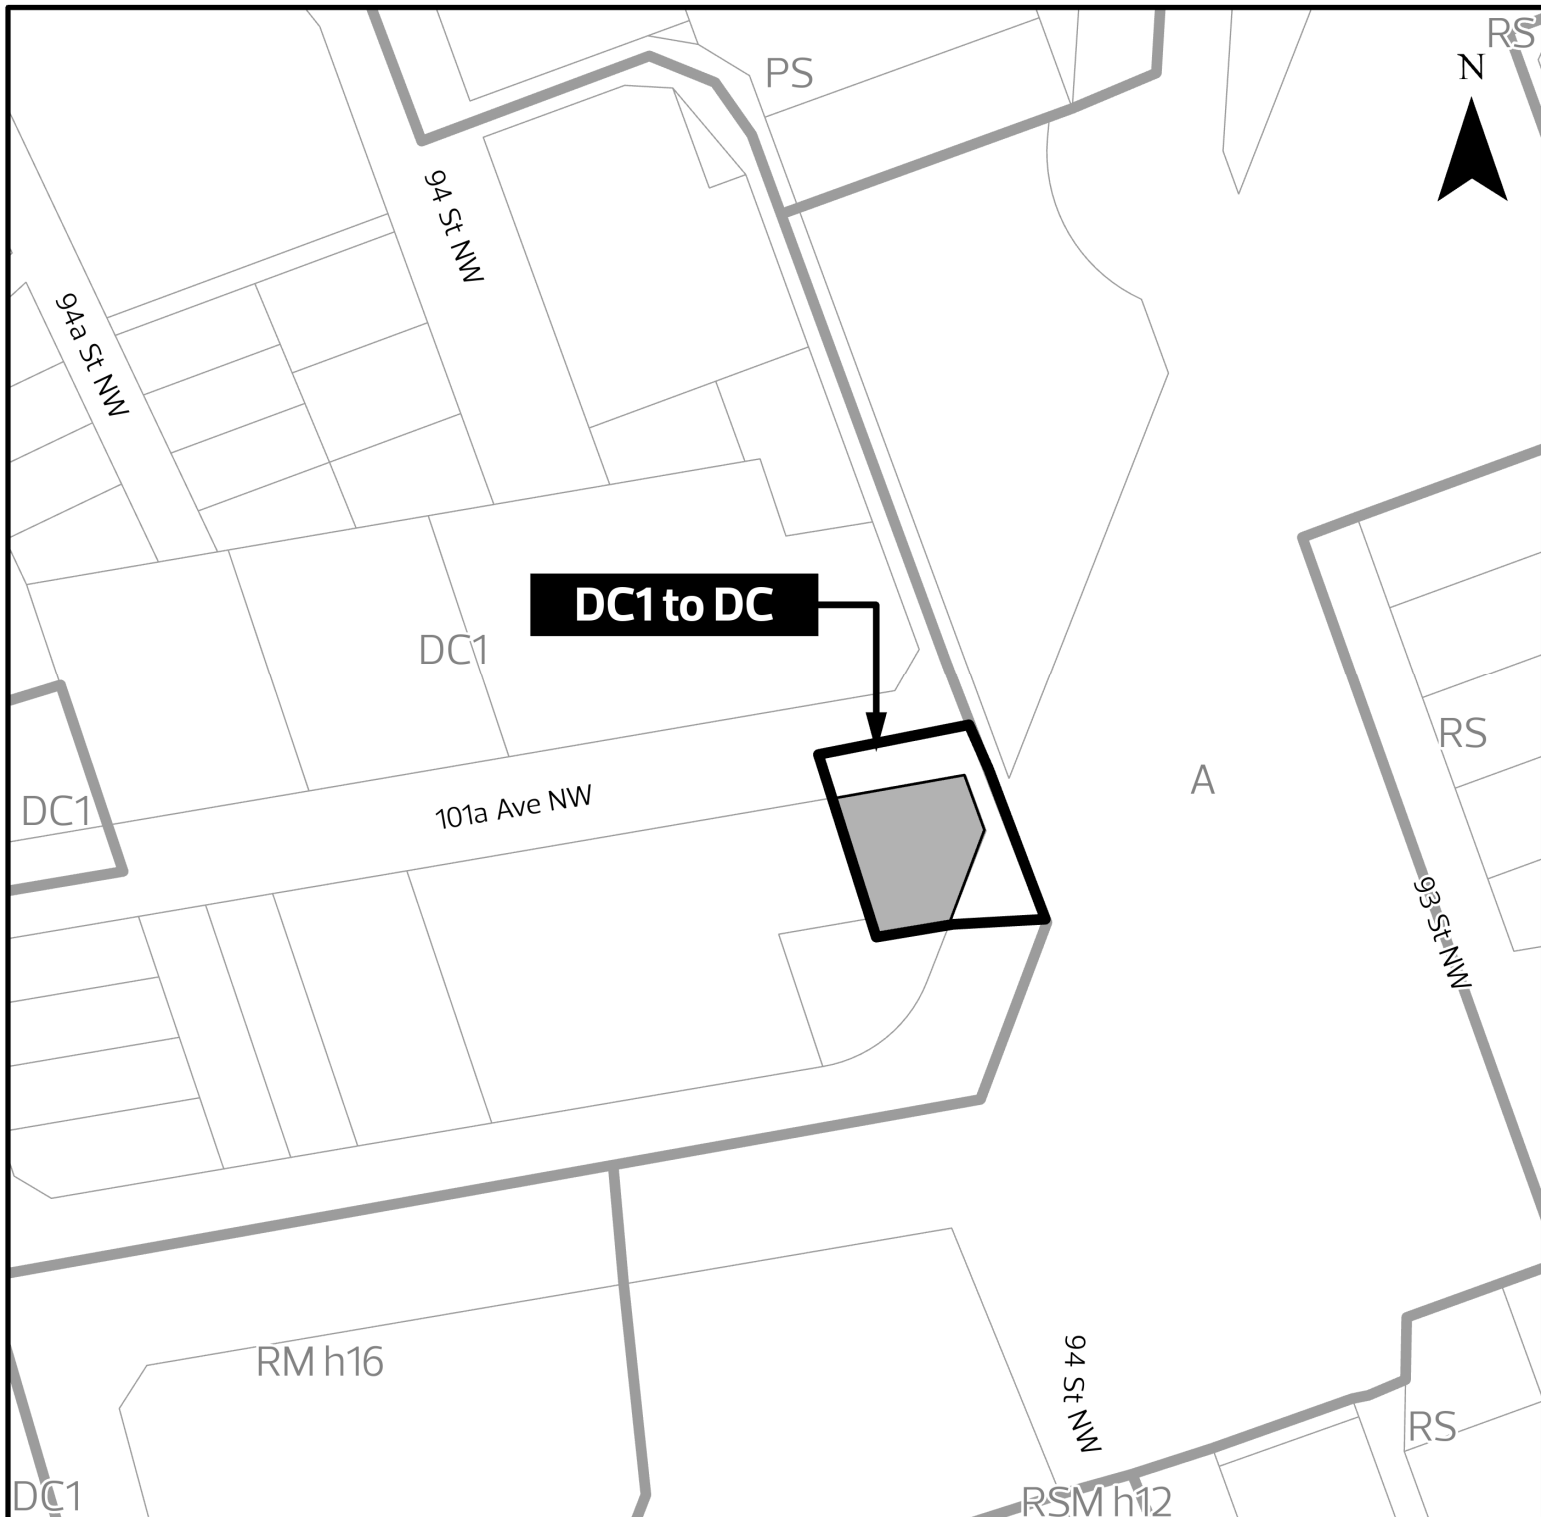 RS
N
PS
94 St NW
94a St NW
DC1 to DC
DC1
RS
A
DC1
101a Ave NW
93 St NW
RM h16
94 St NW
RS
DC1
RSM h12